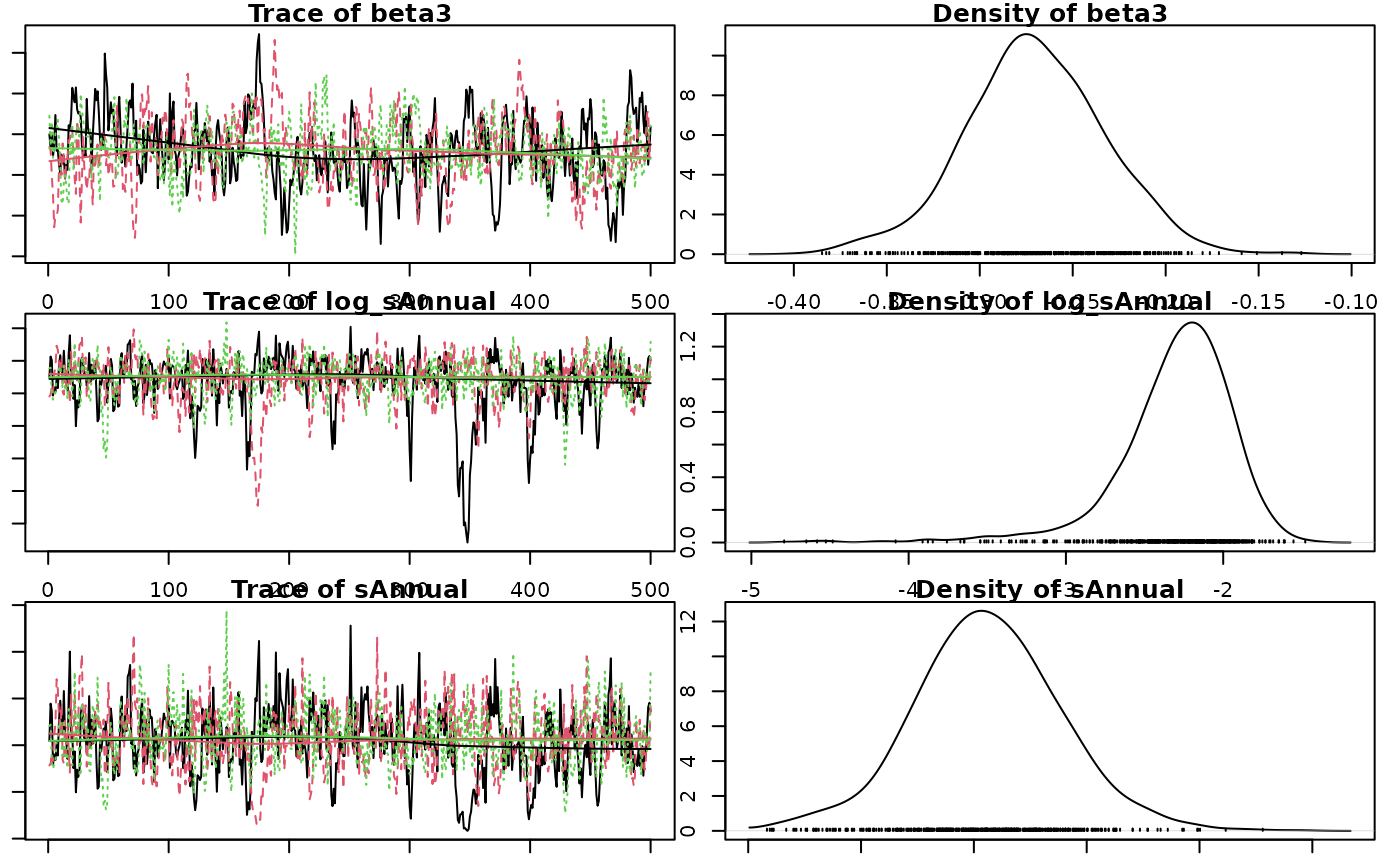 Trace of beta3
Density of beta3
0 2 4 6 8
0 100 200 300 400 500
-0.40 -0.35 -0.30 -0.25 -0.20 -0.15 -0.10
Trace of log_sAnnual
Density of log_sAnnual
0.0 0.4 0.8 1.2
0 100 200 300 400 500
-5 -4 -3 -2
Trace of sAnnual
Density of sAnnual
0 2 4 6 8 12